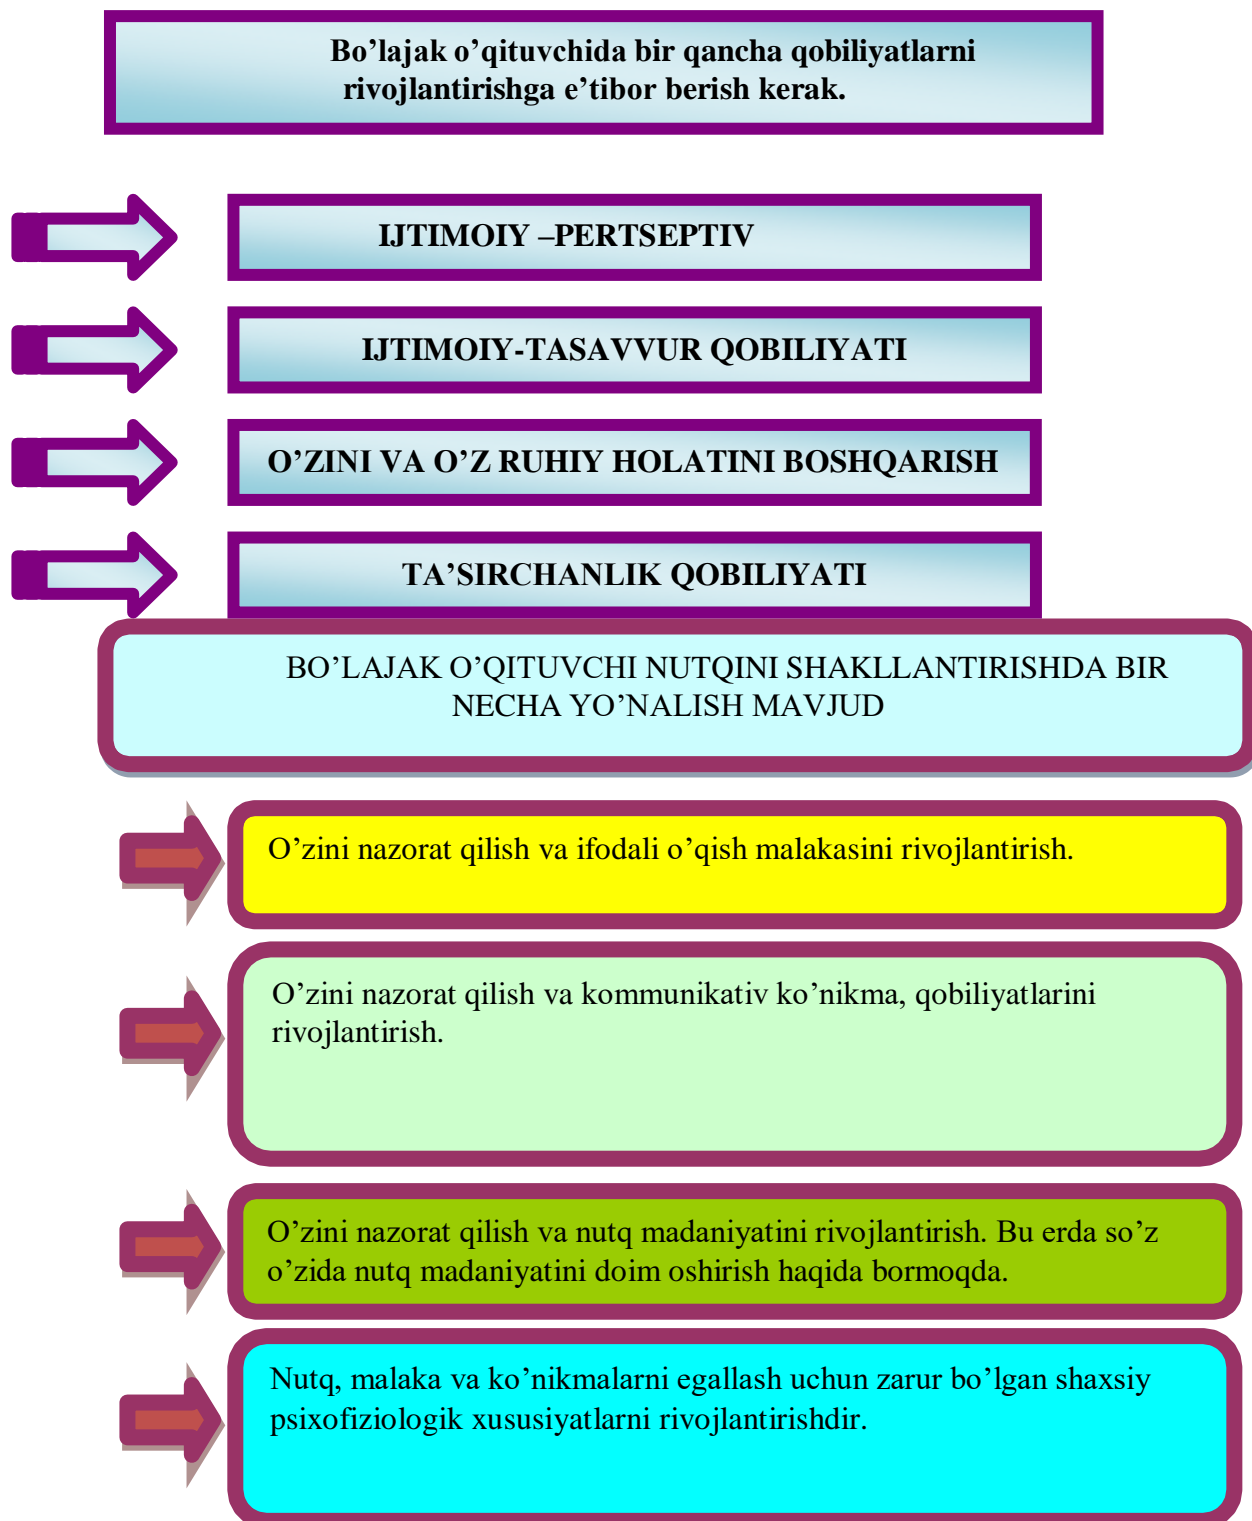 Bo’lajak o’qituvchida bir qancha qobiliyatlarni
rivojlantirishga e’tibor berish kerak.
IJTIMOIY –PERTSEPTIV
IJTIMOIY-TASAVVUR QOBILIYATI
O’ZINI VA O’Z RUHIY HOLATINI BOSHQARISH
TA’SIRCHANLIK QOBILIYATI
BO’LAJAK O’QITUVCHI NUTQINI SHAKLLANTIRISHDA BIR
NECHA YO’NALISH MAVJUD
O’zini nazorat qilish va ifodali o’qish malakasini rivojlantirish.
O’zini nazorat qilish va kommunikativ ko’nikma, qobiliyatlarini
rivojlantirish.
O’zini nazorat qilish va nutq madaniyatini rivojlantirish. Bu erda so’z
o’zida nutq madaniyatini doim oshirish haqida bormoqda.
Nutq, malaka va ko’nikmalarni egallash uchun zarur bo’lgan shaxsiy
psixofiziologik xususiyatlarni rivojlantirishdir.